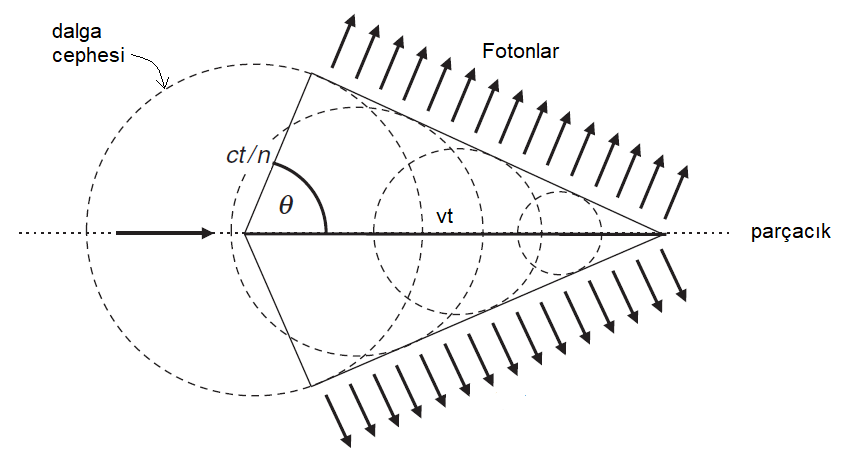 dalga
cephesi
Fotonlar
ct/n
θ
vt
parçacık